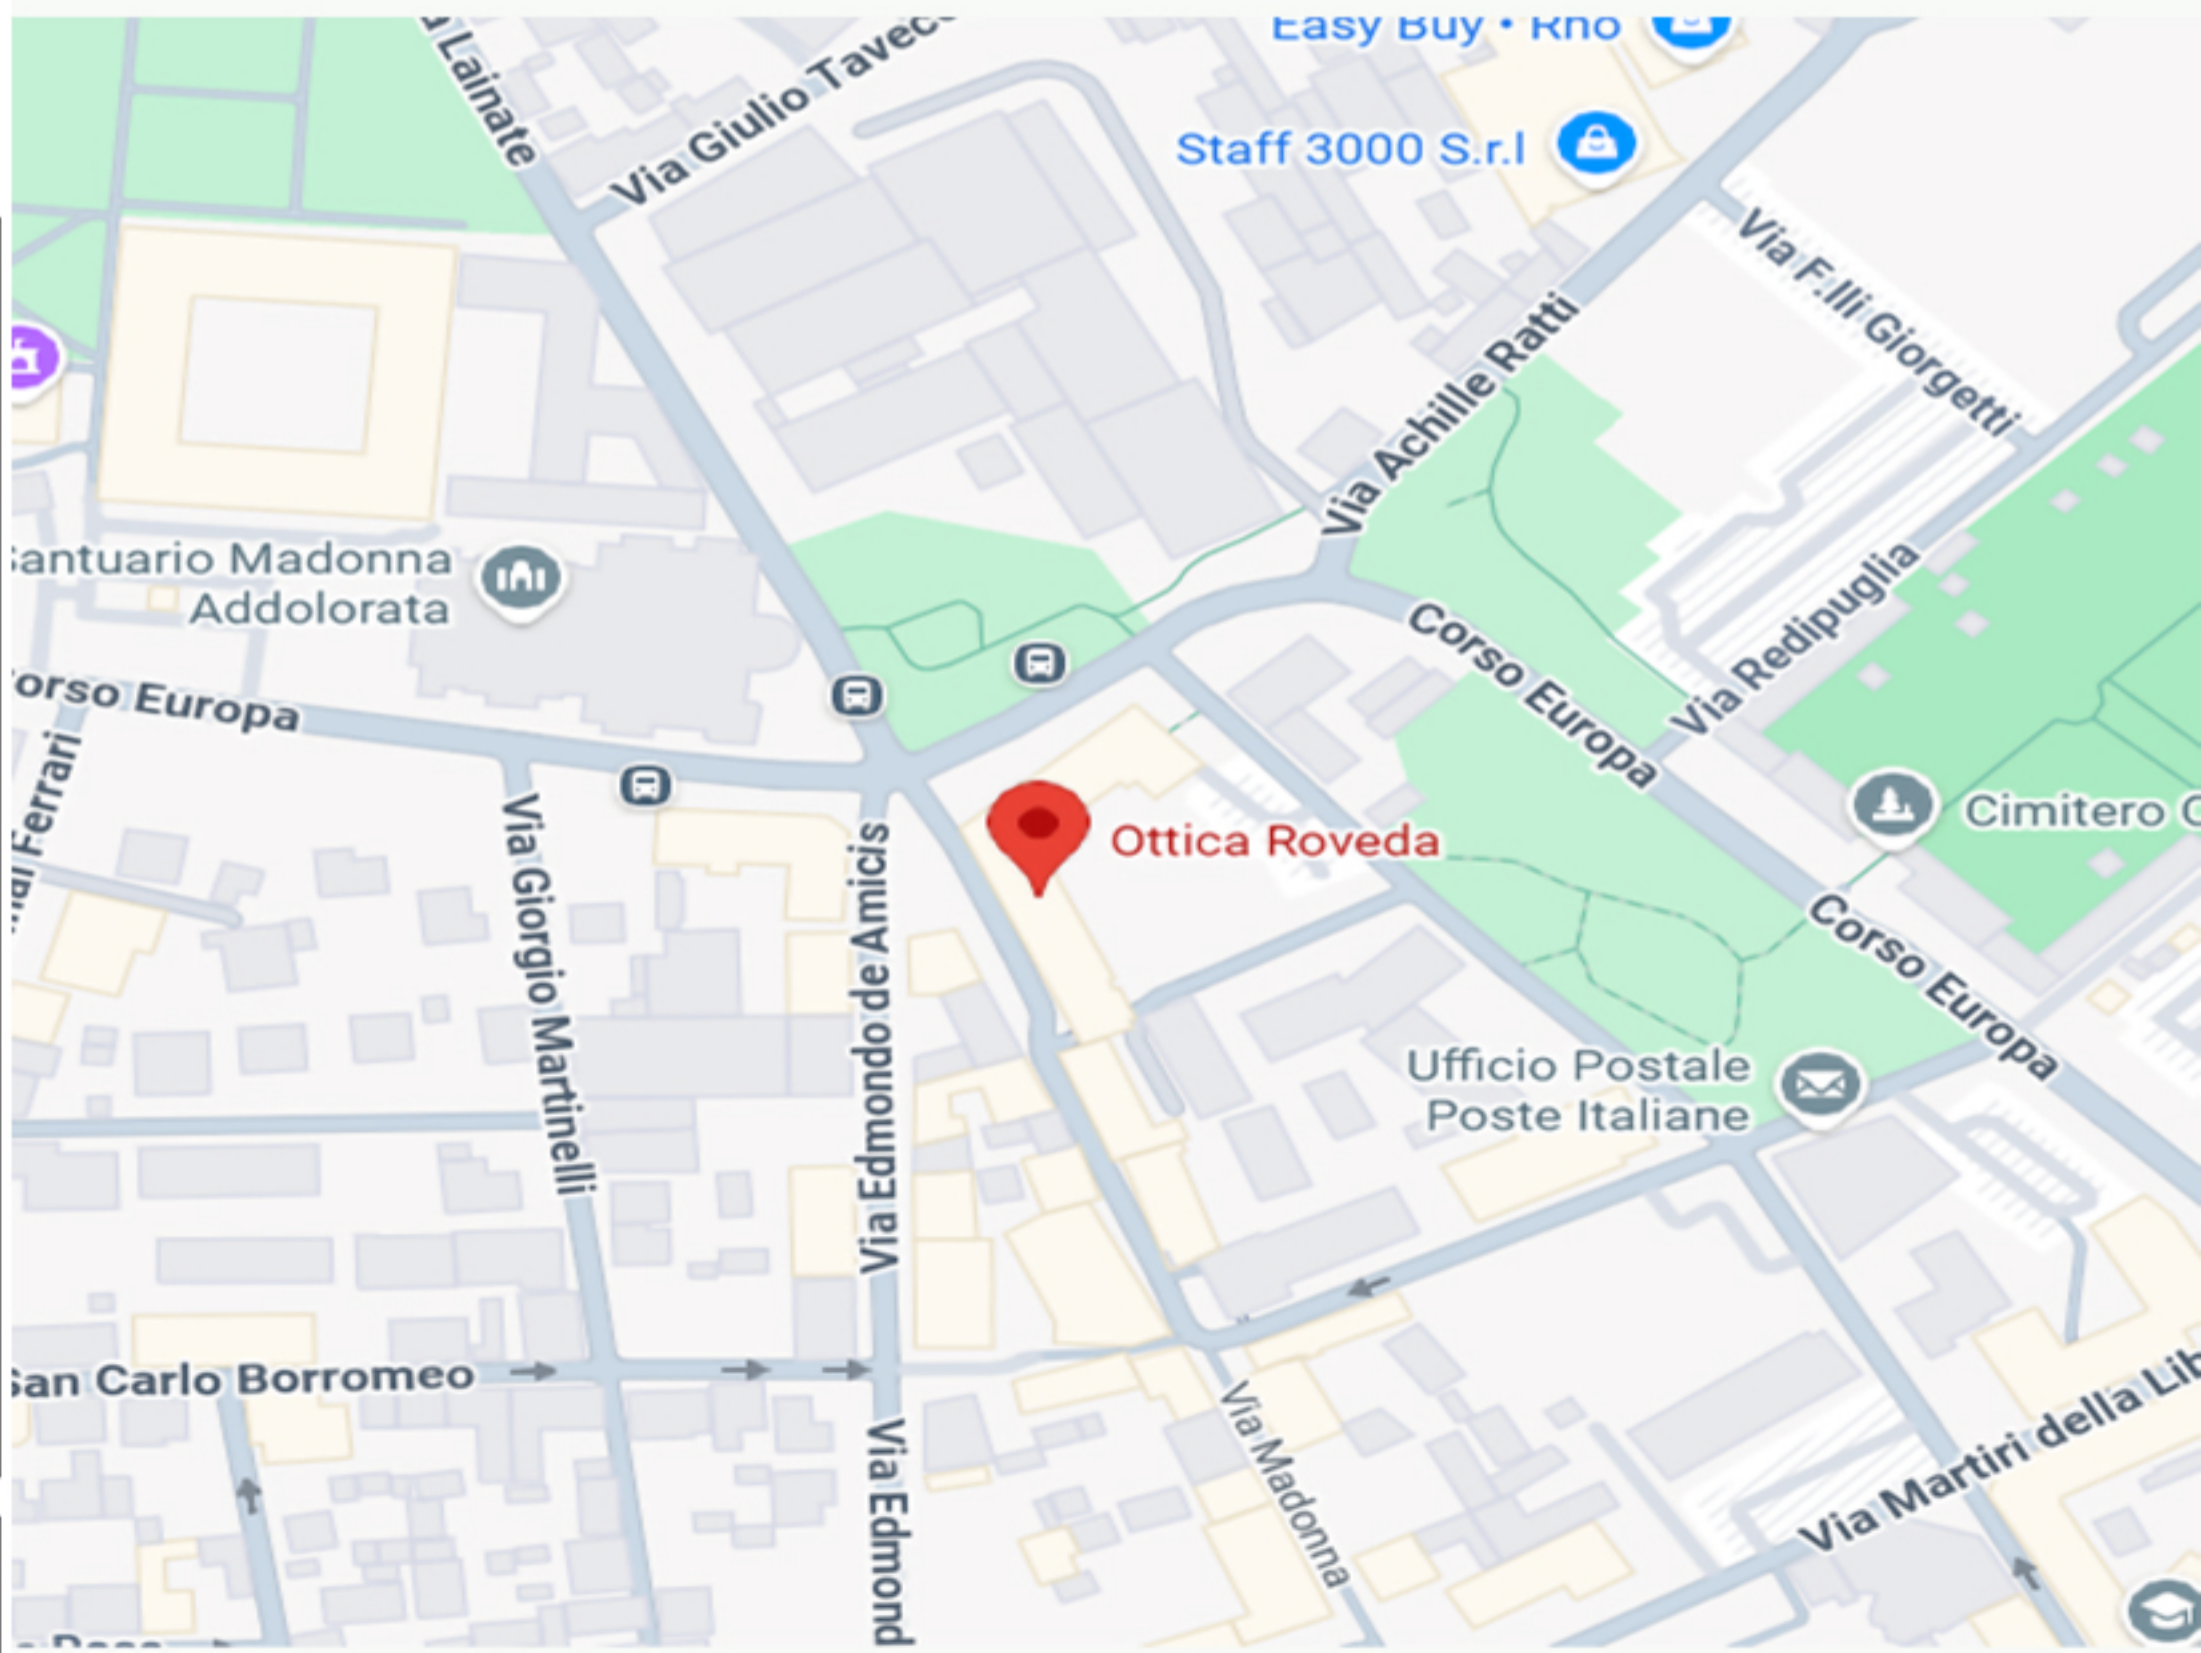 Lainate
Via Giulio Tavecc
Easy Buy • Rho
Staff 3000 S.r.l
Via F.lli Giorgetti
Via Achille Ratti
Santuario Madonna
Addolorata
Corso Europa
Via Redipuglia
orso Europa
Ferrari
Ottica Roveda
Cimitero C
Via Giorgio Martinelli
Via Edmondo de Amicis
Corso Europa
Ufficio Postale
Poste Italiane
San Carlo Borromeo
Via Madonna
Via Edmond
Via Martiri della Lib